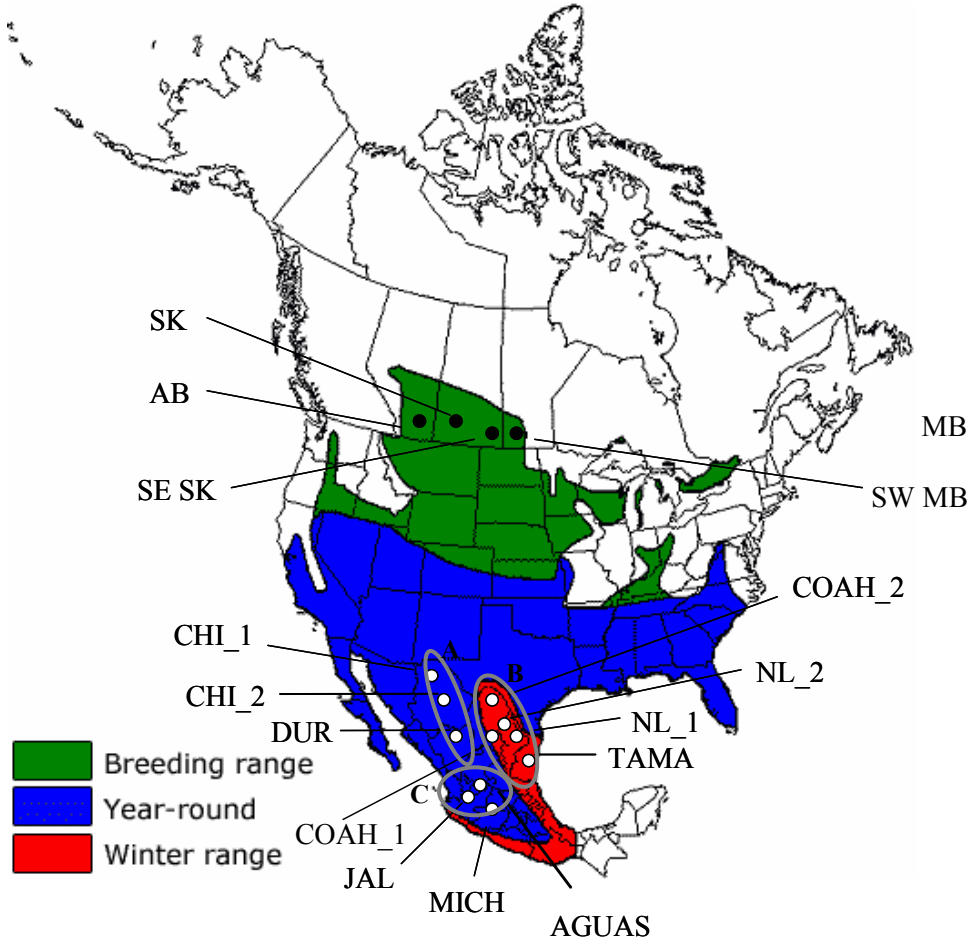 SK
AB
MB
SE SK
SW MB
COAH_2
CHI_1
A
B
NL_2
CHI_2
NL_1
DUR
TAMA
Breeding range
C
Year-round
COAH_1
Winter range
JAL
MICH
AGUAS